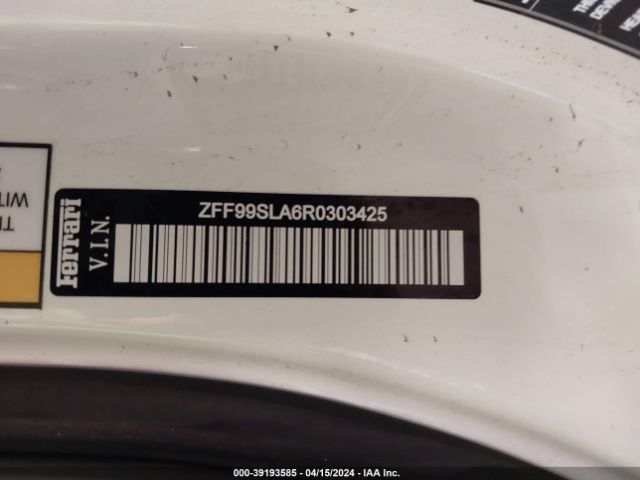 ZFF99SLA6R0303425
Ferrari
V.I.N.
000-39193585 - 04/15/2024 - IAA Inc.